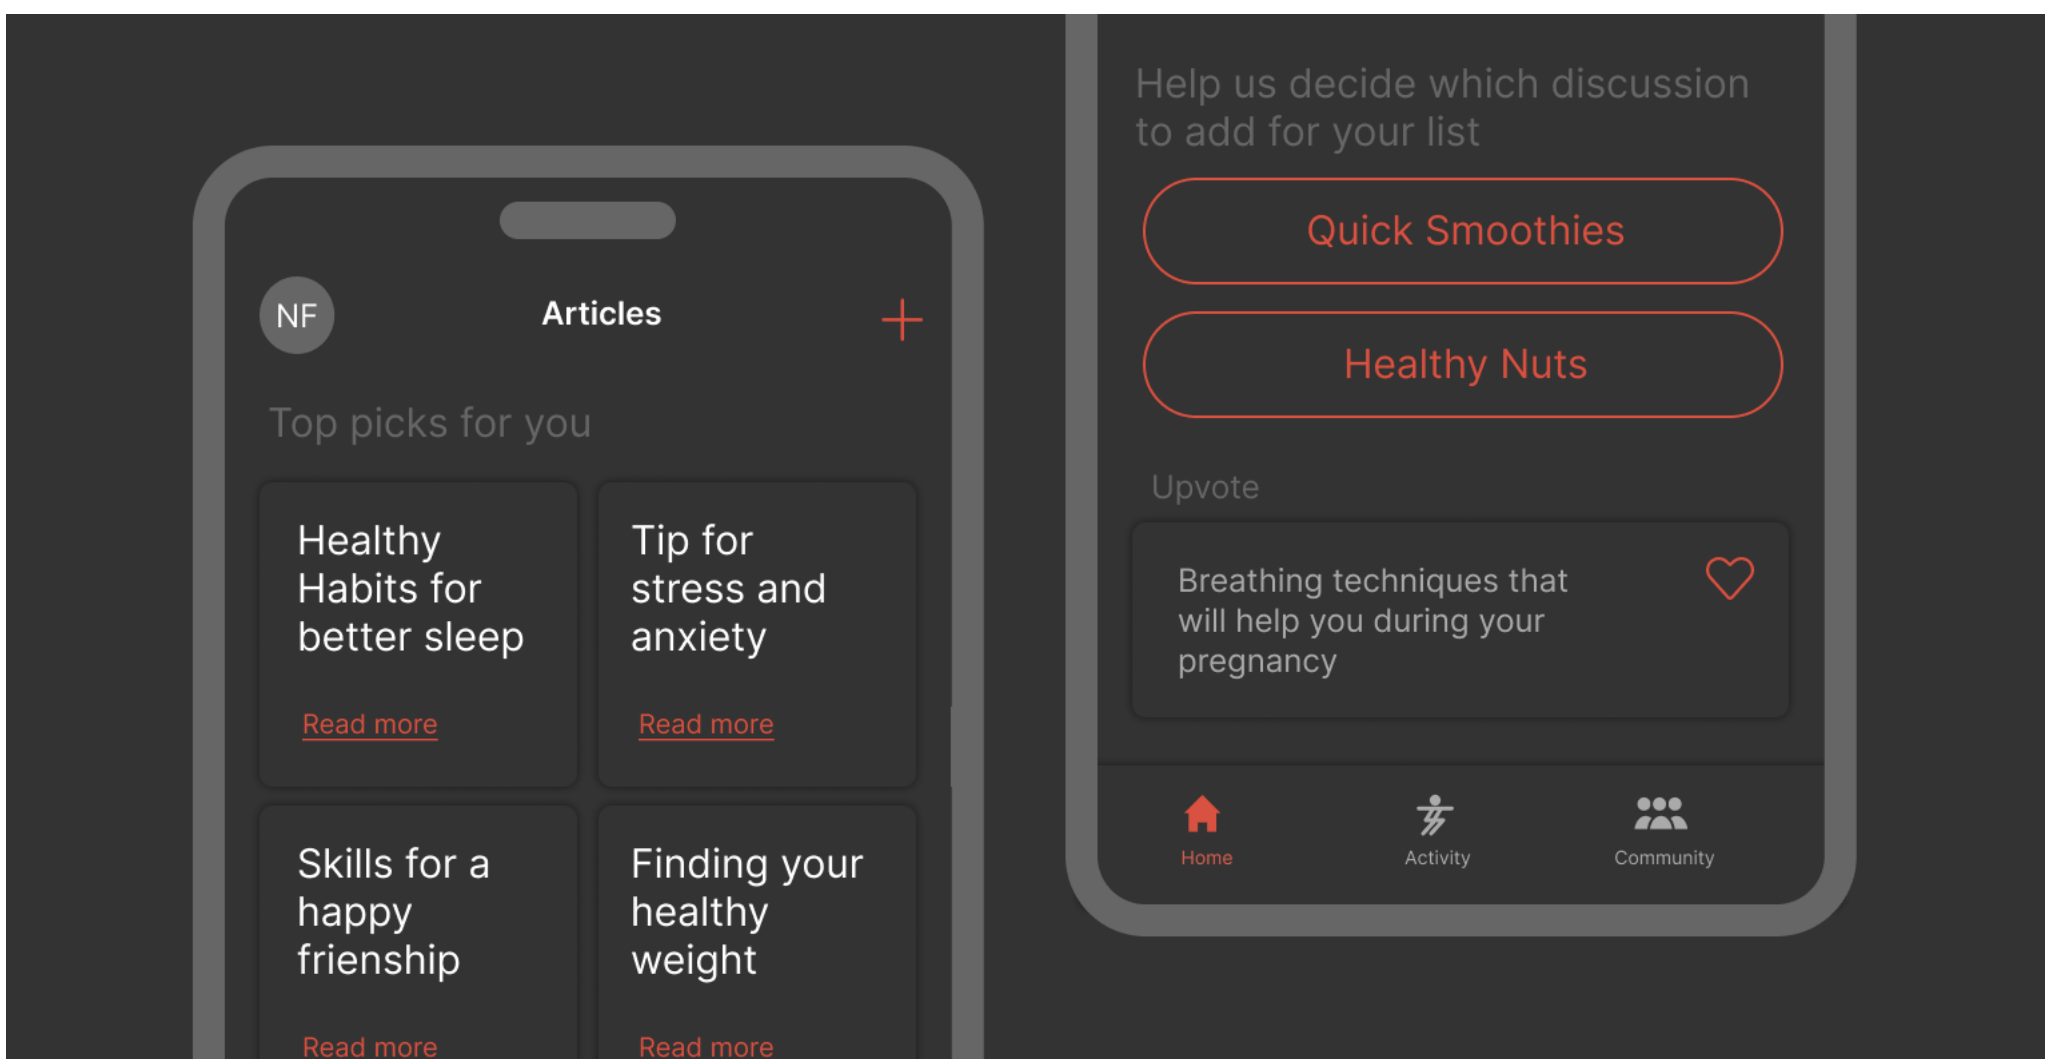 NF
Articles
Top picks for you
Healthy
Habits for
better sleep
Read more
Tip for
stress and
anxiety
Read more
Skills for a
happy
frienship
Read more
Finding your
healthy
weight
Read more
Help us decide which discussion
to add for your list
Quick Smoothies
Healthy Nuts
Upvote
Breathing techniques that
will help you during your
pregnancy
Home
Activity
Community